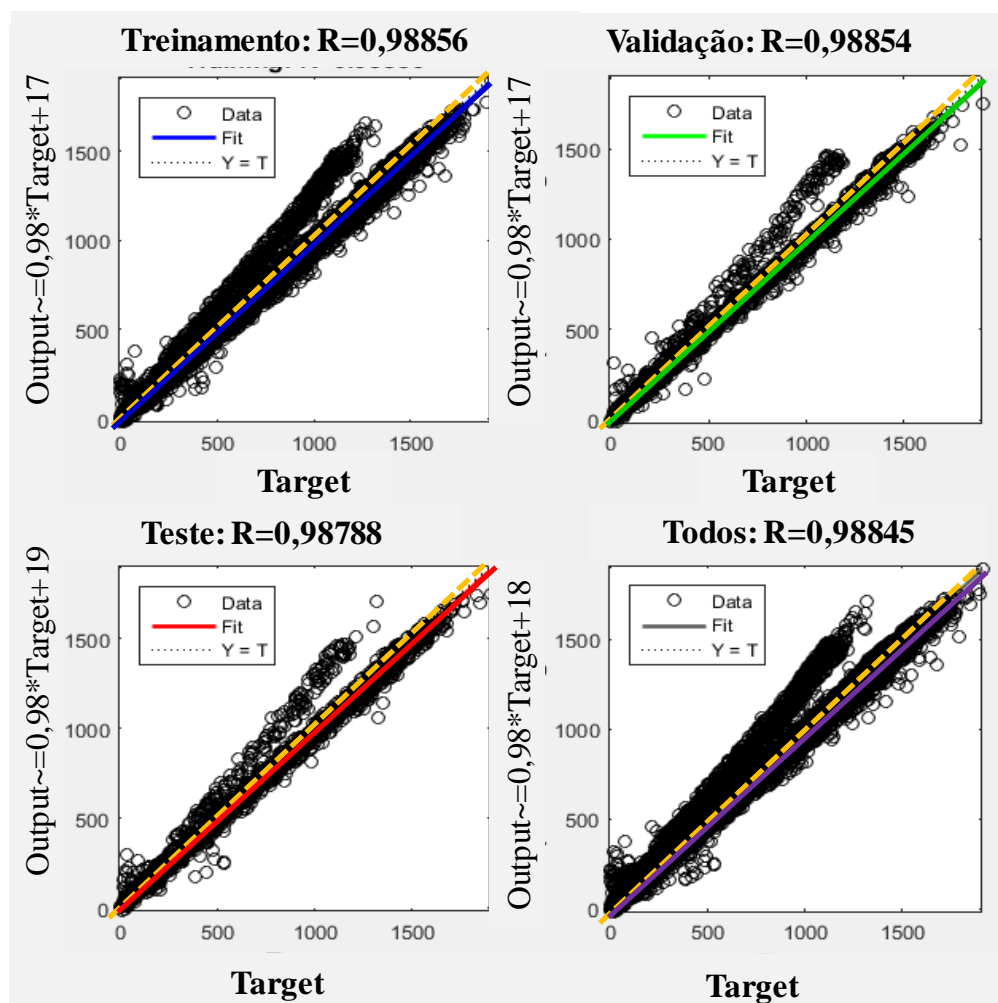 Treinamento: R=0,98856
Output~=0,98*Target+17
Data
Fit
Y = T
1500
1000
500
0
0
500
1000
1500
Target
Validação: R=0,98854
Output~=0,98*Target+17
Data
Fit
Y = T
1500
1000
500
0
0
500
1000
1500
Target
Teste: R=0,98788
Output~=0,98*Target+19
Data
Fit
Y = T
1500
1000
500
0
0
500
1000
1500
Target
Todos: R=0,98845
Output~=0,98*Target+18
Data
Fit
Y = T
1500
1000
500
0
0
500
1000
1500
Target